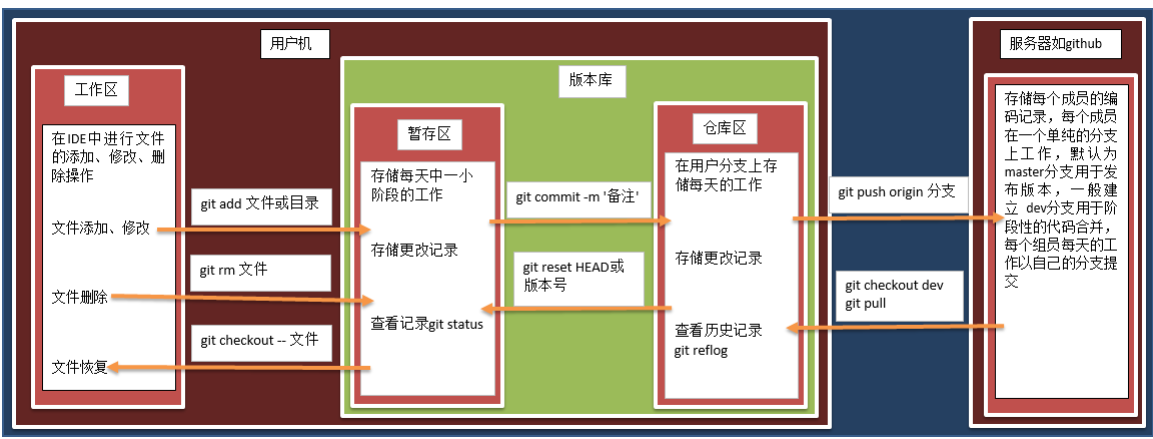 用户机
工作区
在IDE中进行文件
的添加、修改、删
除操作
文件添加、修改
文件删除
文件恢复
git add 文件或目录
git rm 文件
git checkout -- 文件
版本库
暂存区
存储每天中一小
阶段的工作
存储更改记录
查看记录git status
git commit -m '备注'
git reset HEAD或
版本号
仓库区
在用户分支上存
储每天的工作
存储更改记录
查看历史记录
git reflog
git push origin 分支
git checkout dev
git pull
服务器如github
存储每个成员的编
码记录，每个成员
在一个单纯的分支
上工作，默认为
master分支用于发
布版本，一般建
立 dev分支用于阶
段性的代码合并，
每个组员每天的工
作以自己的分支提
交